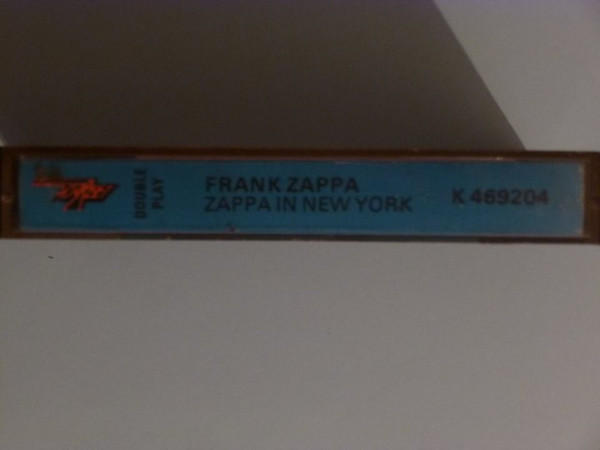 DOUBLE
PLAY
FRANK ZAPPA
ZAPPA IN NEW YORK
K 469204